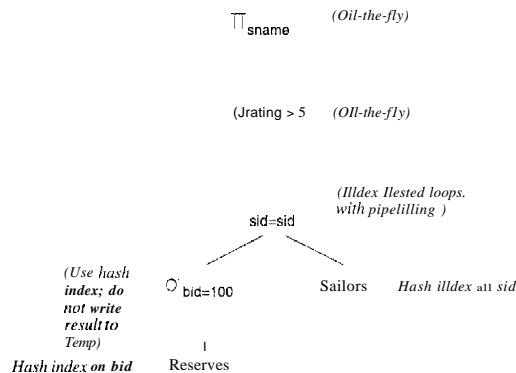 ∏ sname (Oil-the-fly)
(Jrating > 5 (OIl-the-f1y)
(Illdex Ilested loops.
with pipelilling )
sid=sid
(Use hash
index; do
not write
result to
Temp)
O bid=100
Sailors Hash illdex all sid
Hash index on bid Reserves